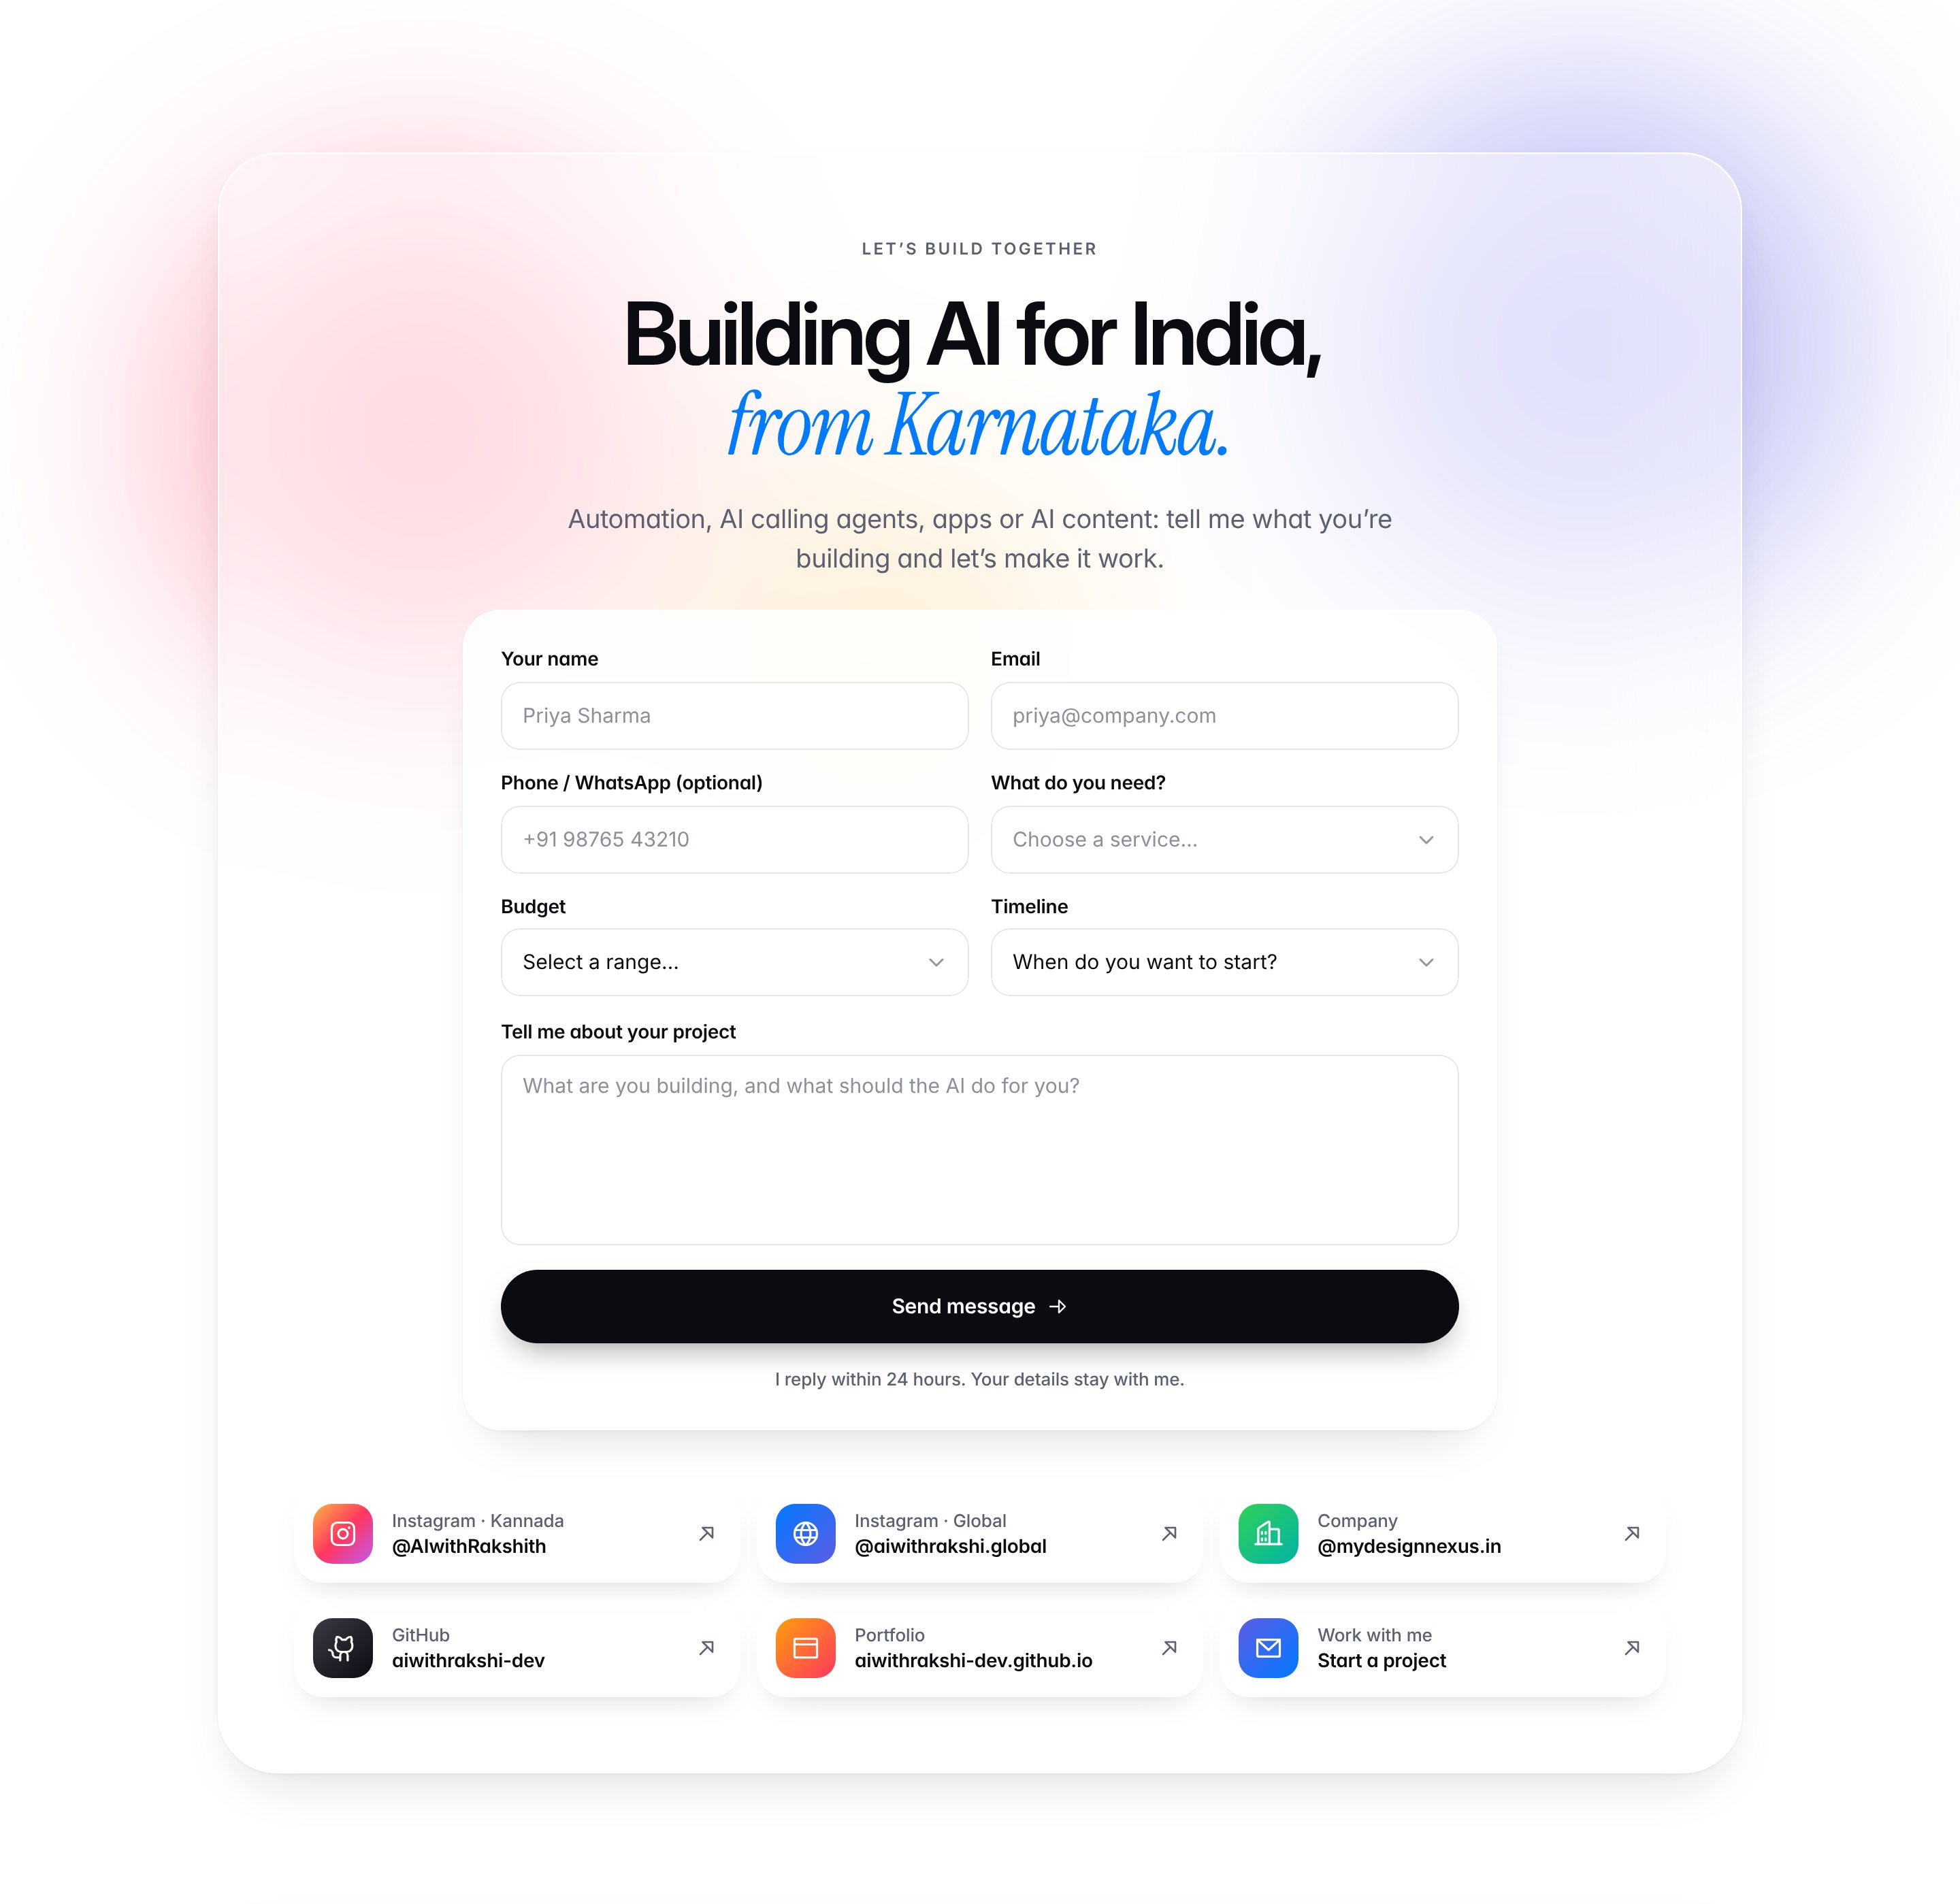 LET’S BUILD TOGETHER
Building AI for India,
from Karnataka.
Automation, AI calling agents, apps or AI content: tell me what you’re
building and let’s make it work.
Your name
Email
Priya Sharma
priya@company.com
Phone / WhatsApp (optional)
What do you need?
+91 98765 43210
Choose a service...
Budget
Timeline
Select a range...
When do you want to start?
Tell me about your project
What are you building, and what should the AI do for you?
Send message
I reply within 24 hours. Your details stay with me.
Instagram · Kannada
@AIwithRakshith
Instagram · Global
@aiwithrakshi.global
Company
@mydesignnexus.in
GitHub
aiwithrakshi-dev
Portfolio
aiwithrakshi-dev.github.io
Work with me
Start a project